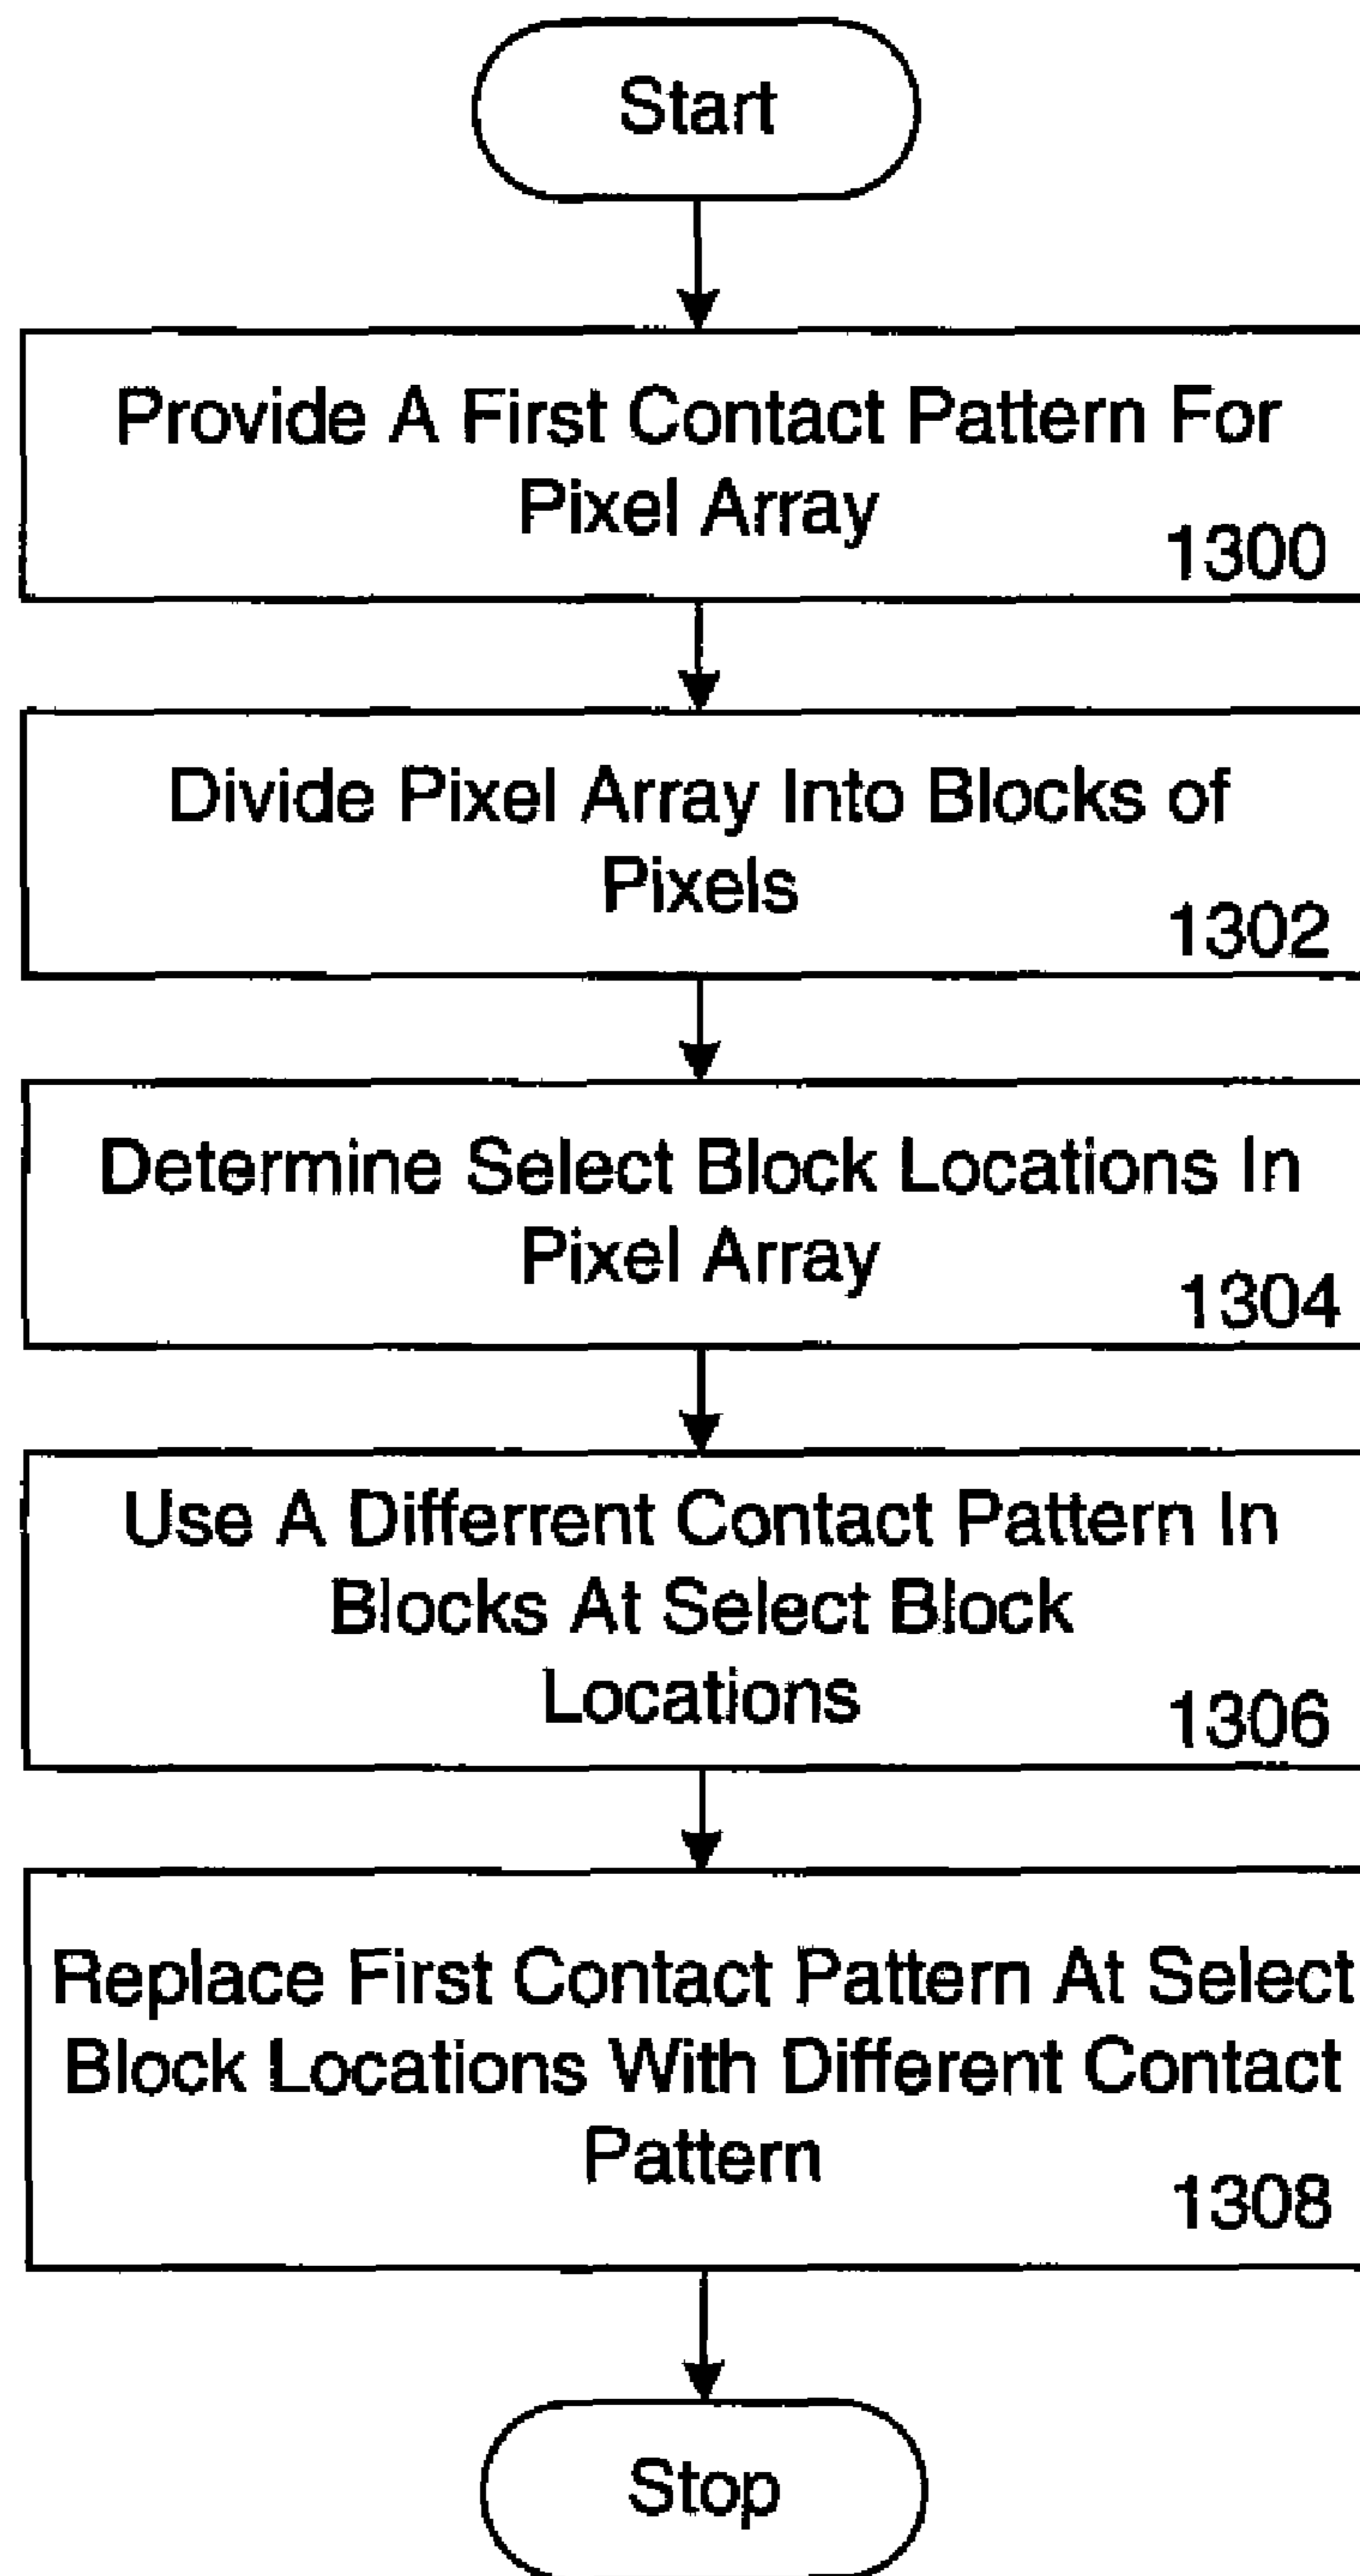 Start
Provide A First Contact Pattern For
Pixel Array
1300
Divide Pixel Array Into Blocks of
Pixels
1302
Determine Select Block Locations In
Pixel Array
1304
Use A Differrent Contact Pattern In
Blocks At Select Block
Locations
1306
Replace First Contact Pattern At Select
Block Locations With Different Contact
Pattern
1308
Stop